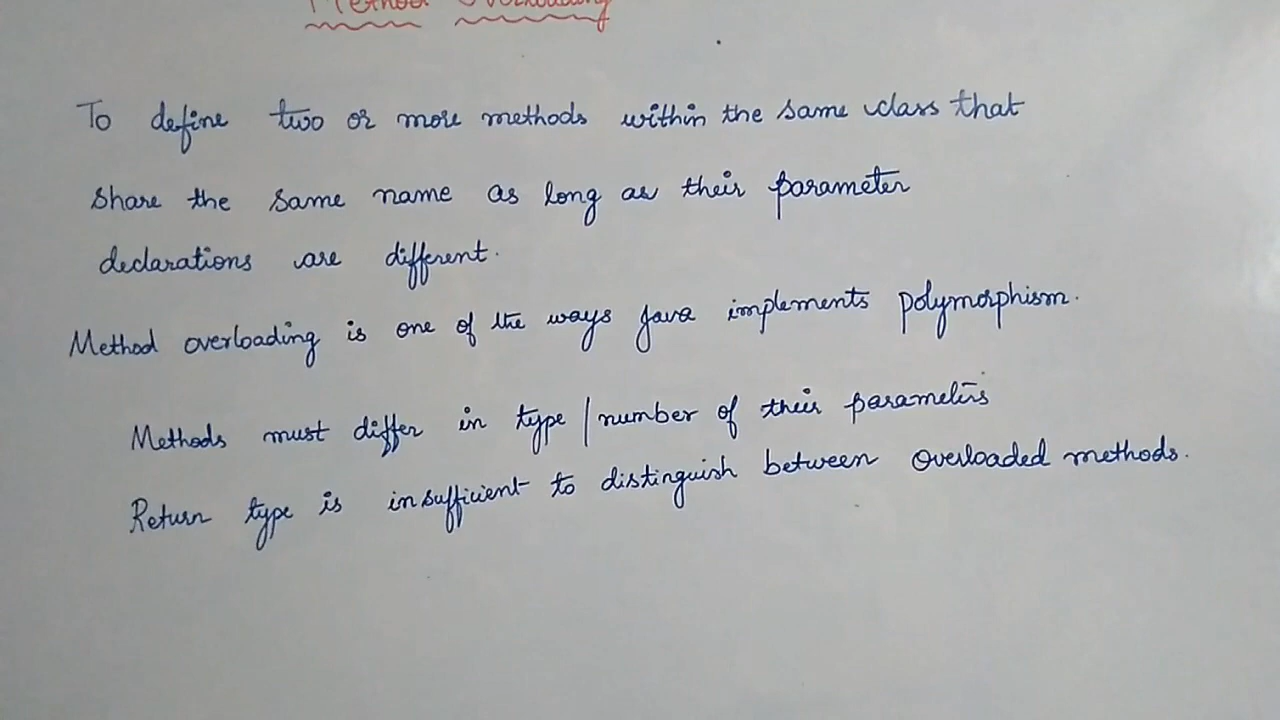 Method Overloading
To define two or more methods within the same class that
share the same name as long as their parameter
declarations are different.
Method overloading is one of the ways Java implements polymorphism.
Methods must differ in type / number of their parameters
Return type is insufficient to distinguish between overloaded methods.